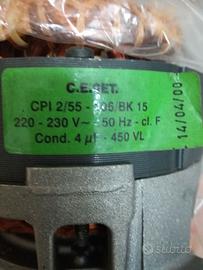 C.E.SET.
CPI 2/55 - 206/BK 15
220 - 230 V~ 50 Hz - cl. F
Cond. 4 µF - 450 VL
14/04/00
subito